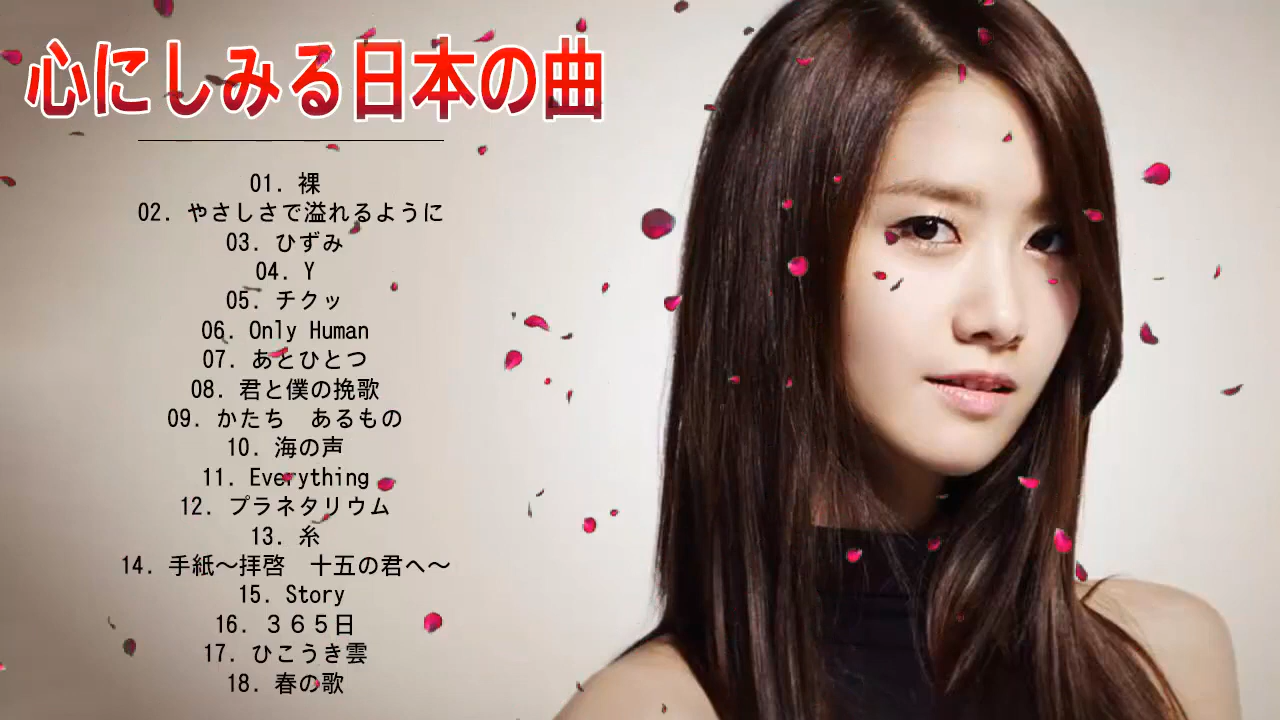 心にしみる日本の曲
01. 裸
02. やさしさで溢れるように
03. ひずみ
04. Y
05. チクッ
06. Only Human
07. あとひとつ
08. 君と僕の挽歌
09. かたち　あるもの
10. 海の声
11. Everything
12. プラネタリウム
13. 糸
14. 手紙～拝啓　十五の君へ～
15. Story
16. ３６５日
17. ひこうき雲
18. 春の歌